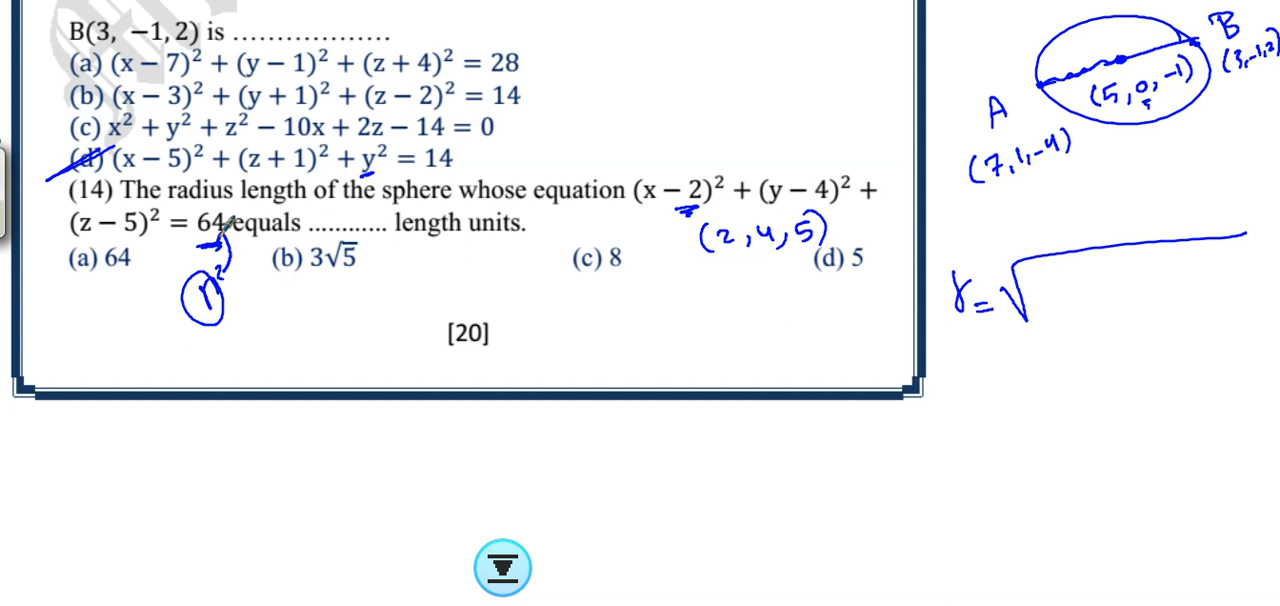 B(3, −1, 2) is ………………
(a) (x − 7)² + (y − 1)² + (z + 4)² = 28
(b) (x − 3)² + (y + 1)² + (z − 2)² = 14
(c) x² + y² + z² − 10x + 2z − 14 = 0
(d) (x − 5)² + (z + 1)² + y² = 14
(14) The radius length of the sphere whose equation (x − 2)² + (y − 4)² +
(z − 5)² = 64 equals ………… length units.
(2, 4, 5)
(a) 64 (b) 3√5 (c) 8 (d) 5
r²
[20]
B
(3, -1, 2)
(5, 0, -1)
A
(7, 1, -4)
r = √